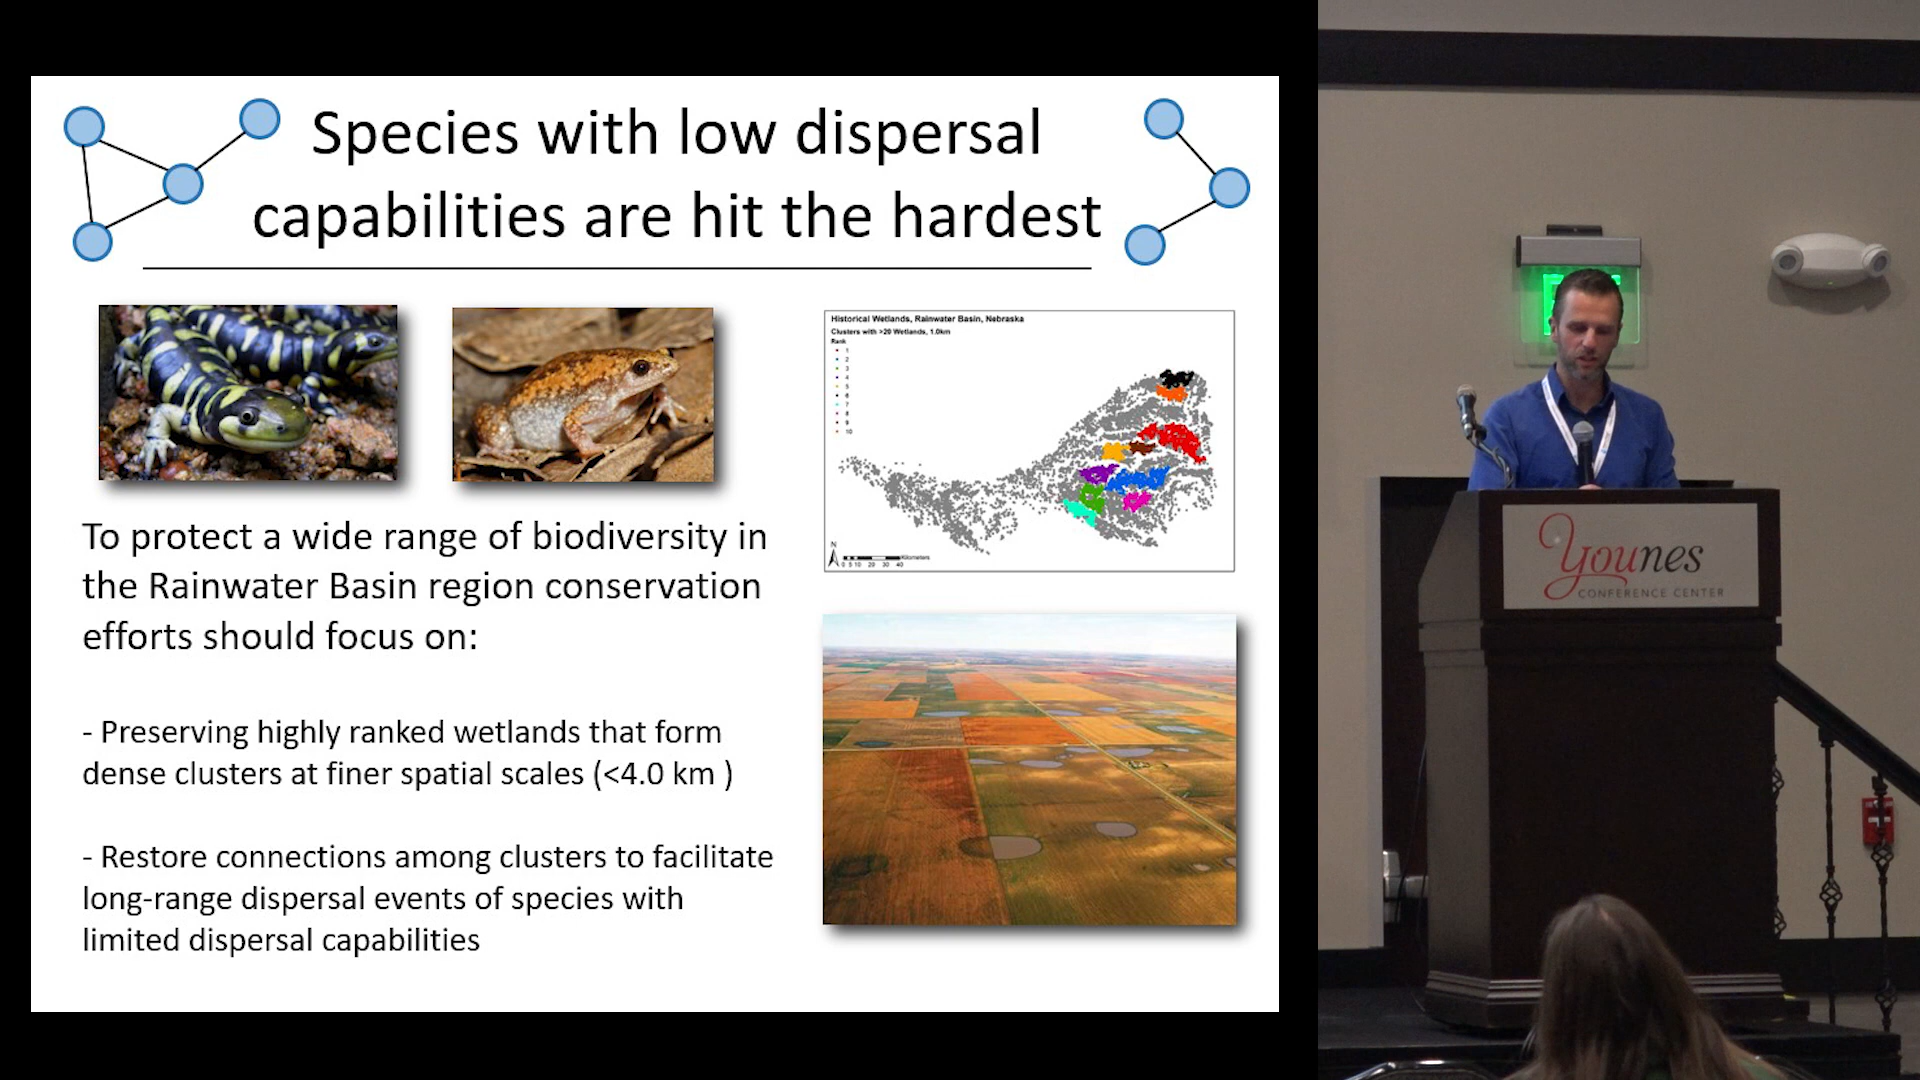 Species with low dispersal
capabilities are hit the hardest
Historical Wetlands, Rainwater Basin, Nebraska
Clusters with >20 Wetlands, 1.0km
Rank
1
2
3
4
5
6
7
8
9
10
N
0 5 10 20 30 40
Kilometers
To protect a wide range of biodiversity in
the Rainwater Basin region conservation
efforts should focus on:
- Preserving highly ranked wetlands that form
dense clusters at finer spatial scales (<4.0 km )
- Restore connections among clusters to facilitate
long-range dispersal events of species with
limited dispersal capabilities
younes
CONFERENCE CENTER